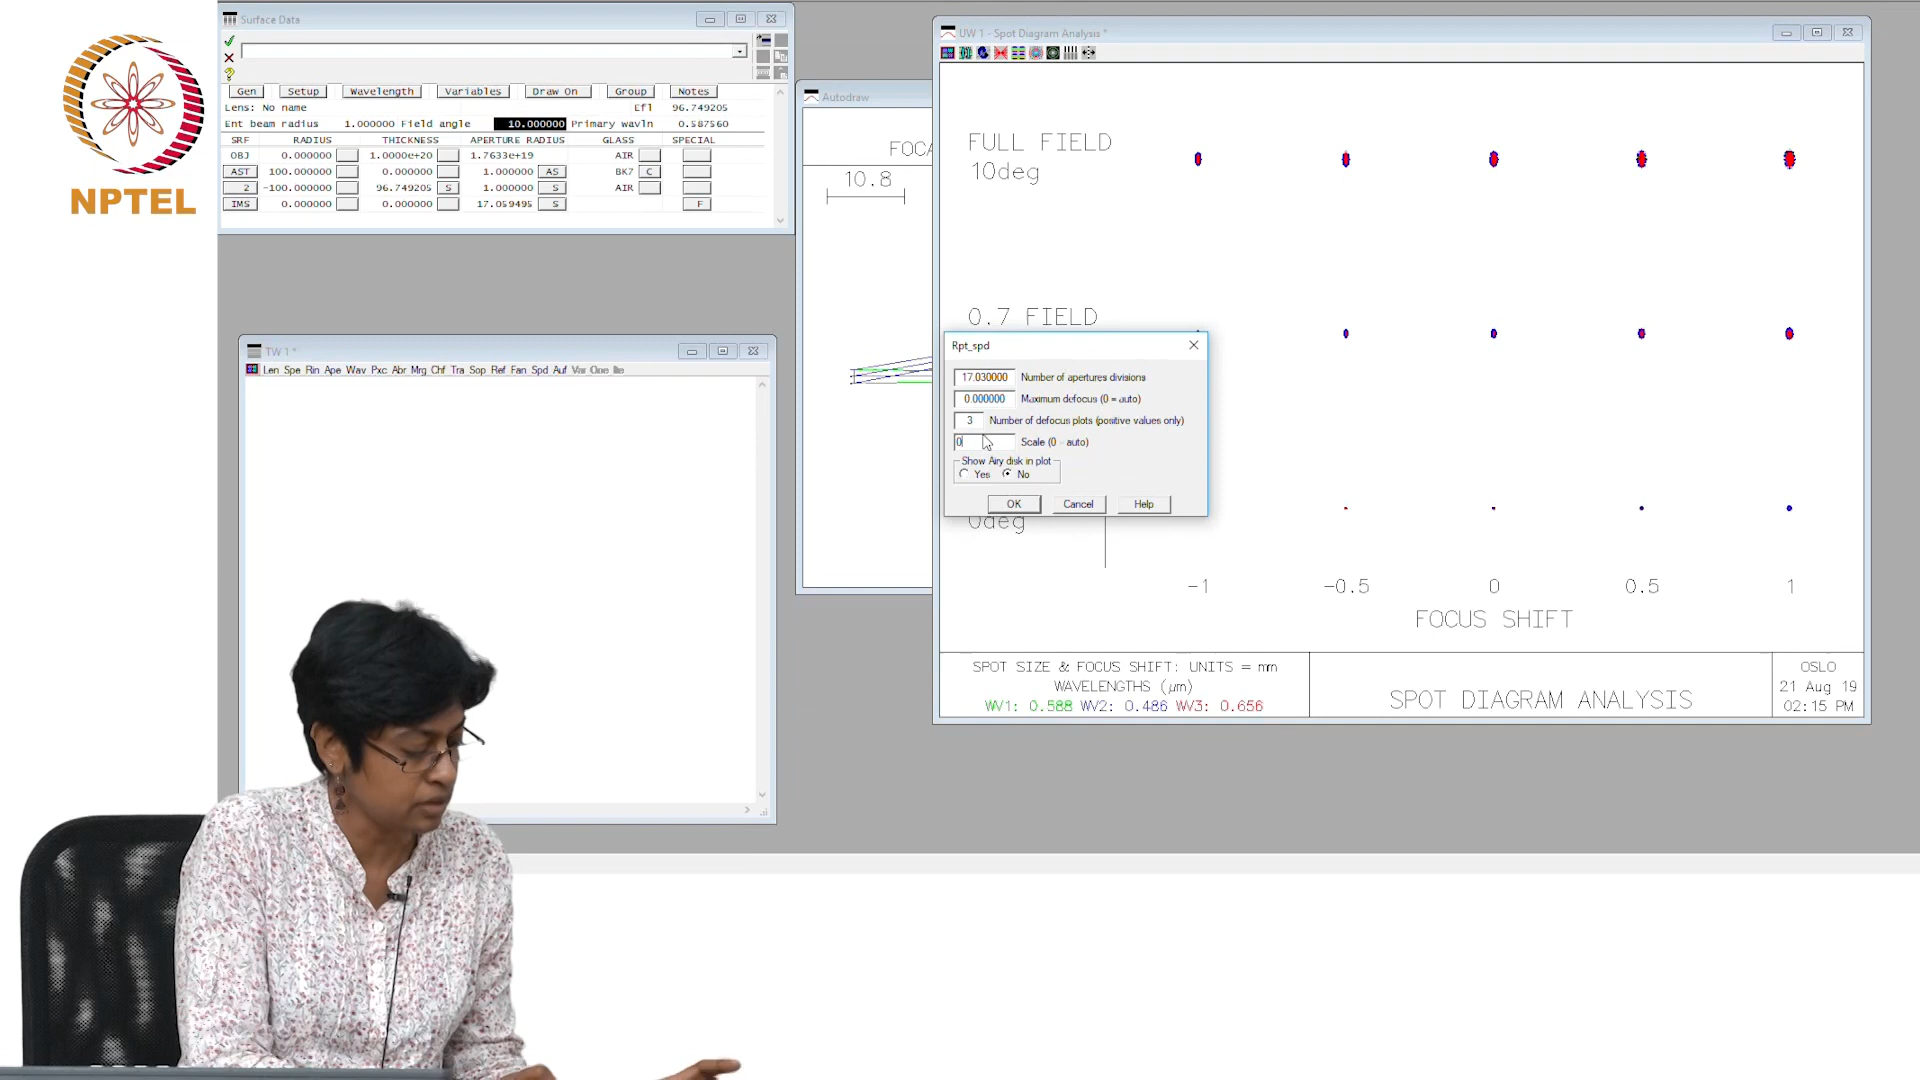 NPTEL
Surface Data
Gen Setup Wavelength Variables Draw On Group Notes
Lens: No name Efl 96.749205
Ent beam radius 1.000000 Field angle 10.000000 Primary wavln 0.587560
SRF RADIUS THICKNESS APERTURE RADIUS GLASS SPECIAL
OBJ 0.000000 1.0000e+20 1.7633e+19 AIR
AST 100.000000 0.000000 1.000000 AS BK7 C
2 -100.000000 96.749205 S 1.000000 S AIR
IMS 0.000000 0.000000 17.059495 S F
TW 1 *
Len Spe Rin Ape Wav Pxc Abr Mrg Chf Tra Sop Ref Fan Spd Auf Var One Ite
Autodraw
FOCA
10.8
UW 1 - Spot Diagram Analysis *
FULL FIELD
10deg
0.7 FIELD
Rpt_spd
17.030000 Number of apertures divisions
0.000000 Maximum defocus (0 = auto)
3 Number of defocus plots (positive values only)
0 Scale (0 = auto)
Show Airy disk in plot
Yes No
OK Cancel Help
0deg
-1 -0.5 0 0.5 1
FOCUS SHIFT
SPOT SIZE & FOCUS SHIFT: UNITS = mm
WAVELENGTHS (µm)
WV1: 0.588 WV2: 0.486 WV3: 0.656
SPOT DIAGRAM ANALYSIS
OSLO
21 Aug 19
02:15 PM